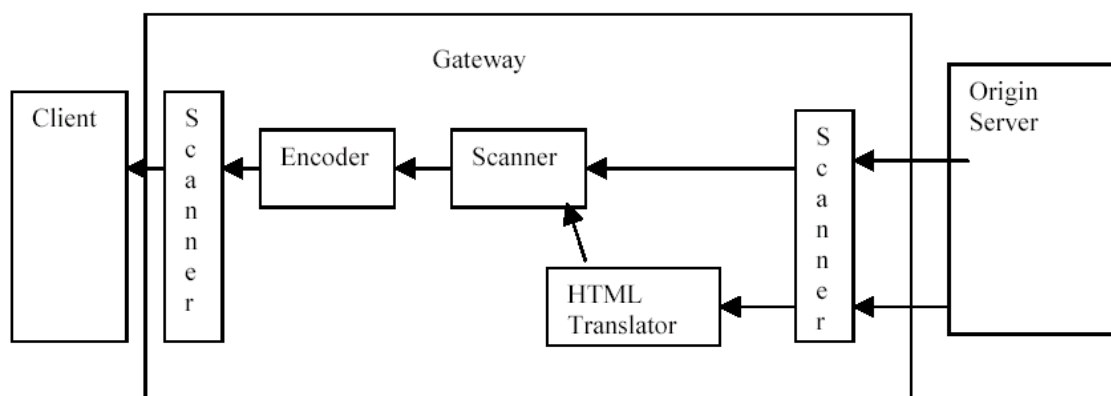 Gateway
Client
S
c
a
n
n
e
r
Encoder
Scanner
HTML
Translator
S
c
a
n
n
e
r
Origin
Server